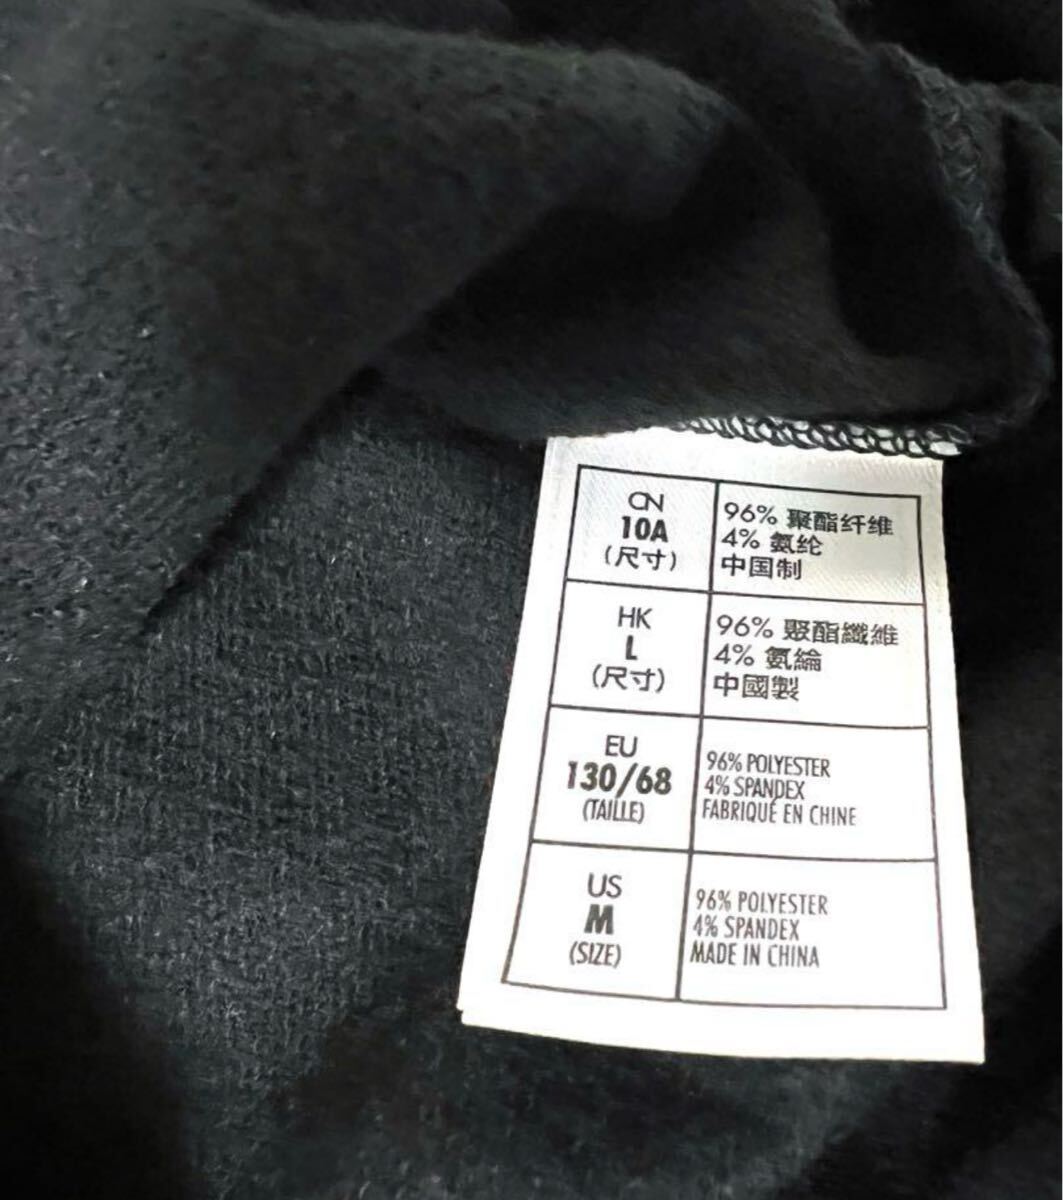 CN
10A
(尺寸)
96% 聚酯纤维
4% 氨纶
中国制
HK
L
(尺寸)
96% 聚酯纖維
4% 氨綸
中國製
EU
130/68
(TAILLE)
96% POLYESTER
4% SPANDEX
FABRIQUÉ EN CHINE
US
M
(SIZE)
96% POLYESTER
4% SPANDEX
MADE IN CHINA